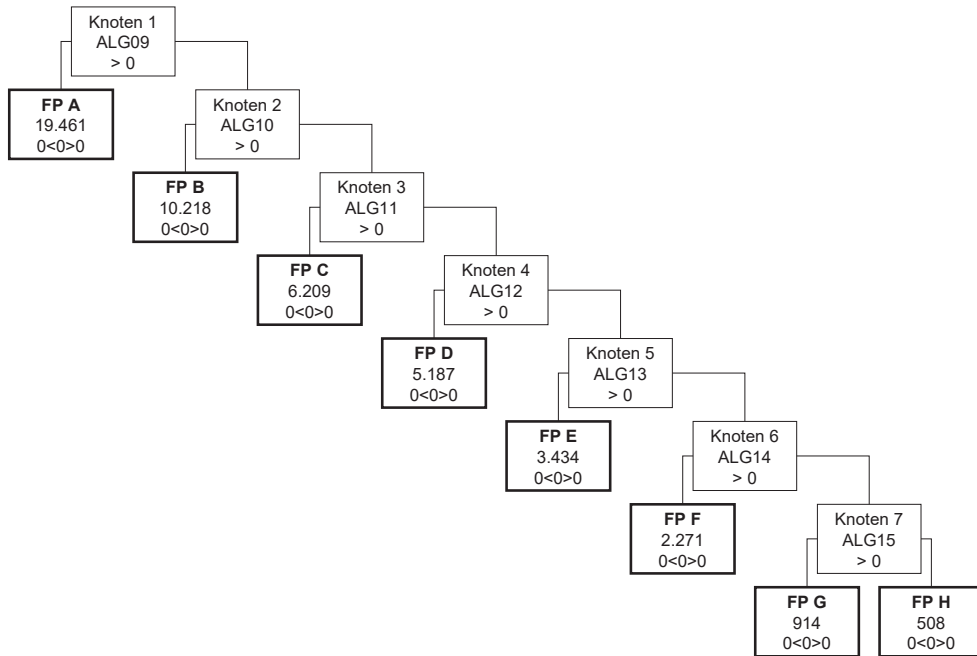 Knoten 1
ALG09
> 0
FP A
19.461
0<0>0
Knoten 2
ALG10
> 0
FP B
10.218
0<0>0
Knoten 3
ALG11
> 0
FP C
6.209
0<0>0
Knoten 4
ALG12
> 0
FP D
5.187
0<0>0
Knoten 5
ALG13
> 0
FP E
3.434
0<0>0
Knoten 6
ALG14
> 0
FP F
2.271
0<0>0
Knoten 7
ALG15
> 0
FP G
914
0<0>0
FP H
508
0<0>0